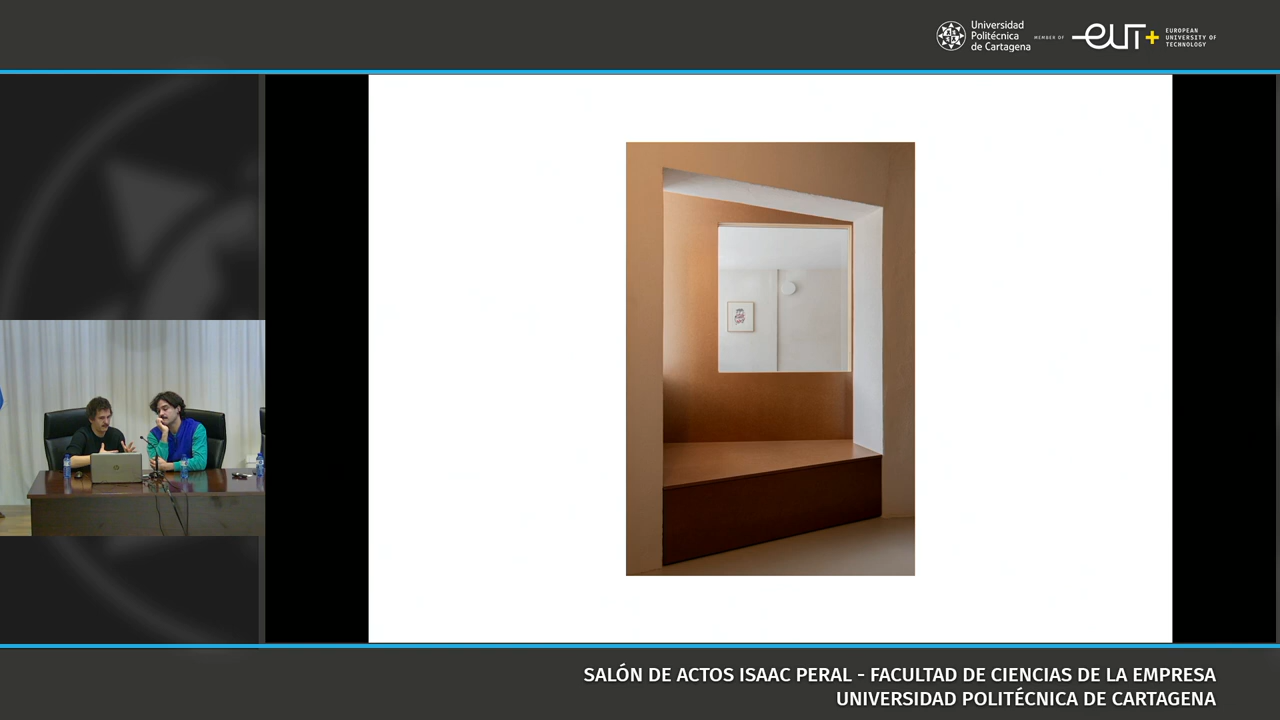 Universidad
Politécnica
de Cartagena
MEMBER OF
EUT+
EUROPEAN
UNIVERSITY OF
TECHNOLOGY
SALÓN DE ACTOS ISAAC PERAL - FACULTAD DE CIENCIAS DE LA EMPRESA
UNIVERSIDAD POLITÉCNICA DE CARTAGENA